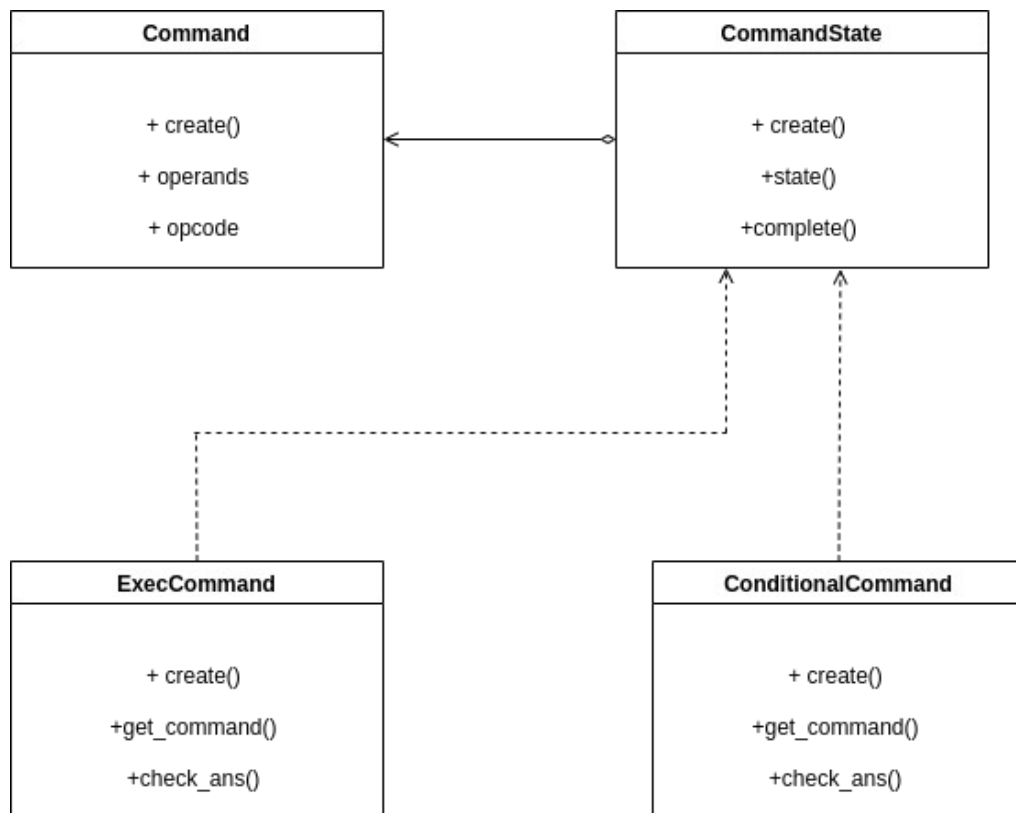 Command
+ create()
+ operands
+ opcode
CommandState
+ create()
+state()
+complete()
ExecCommand
+ create()
+get_command()
+check_ans()
ConditionalCommand
+ create()
+get_command()
+check_ans()